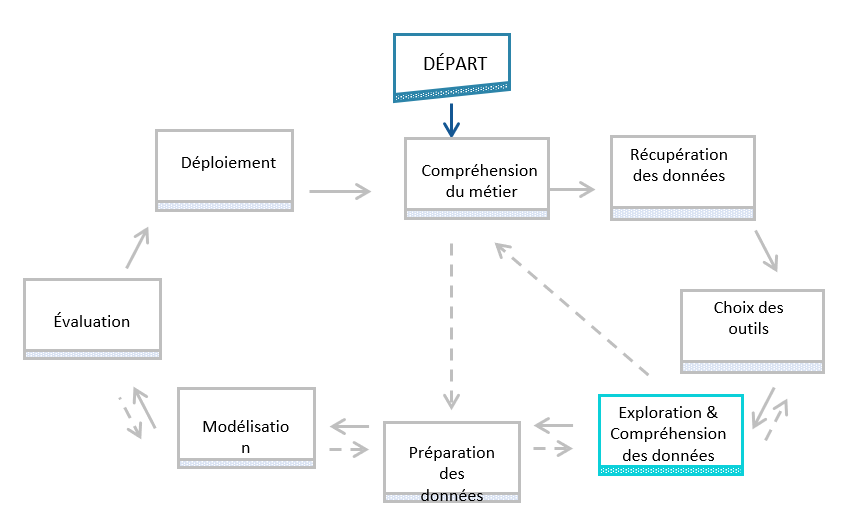 DÉPART
Compréhension
du métier
Récupération
des données
Choix des
outils
Exploration &
Compréhension
des données
Préparation
des
données
Modélisatio
n
Évaluation
Déploiement